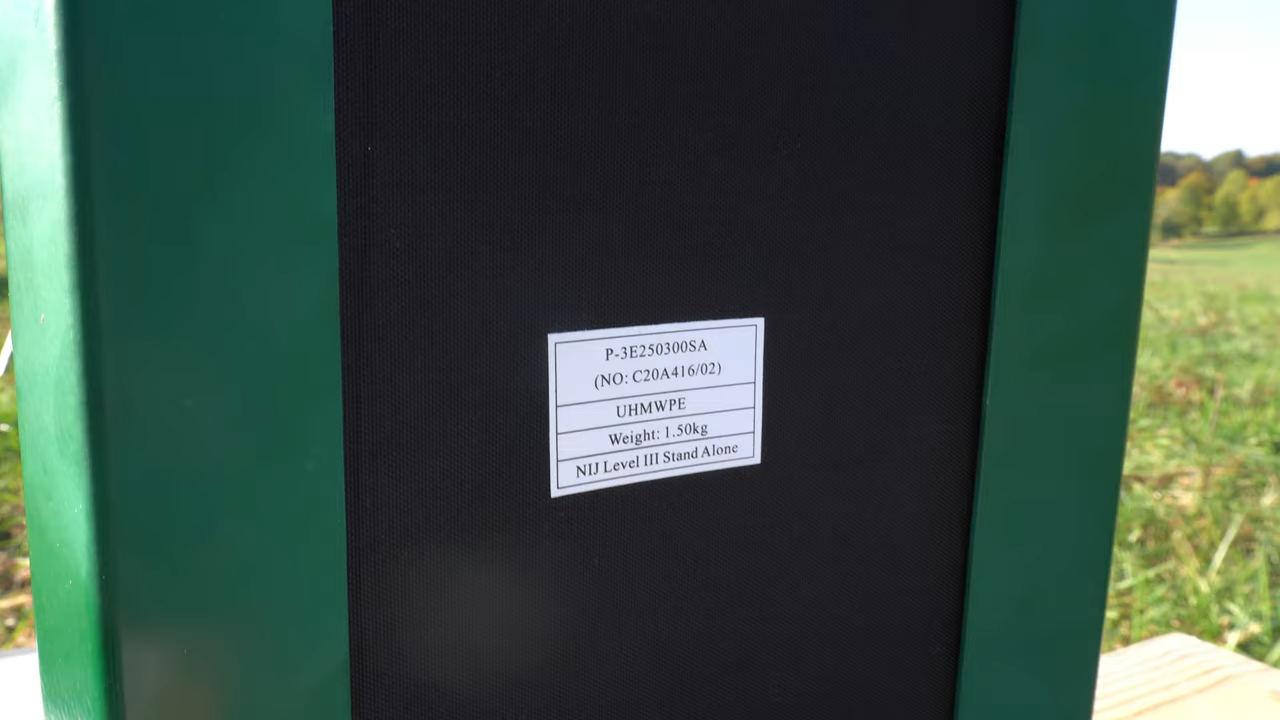 P-3E250300SA
(NO: C20A416/02)
UHMWPE
Weight: 1.50kg
NIJ Level III Stand Alone